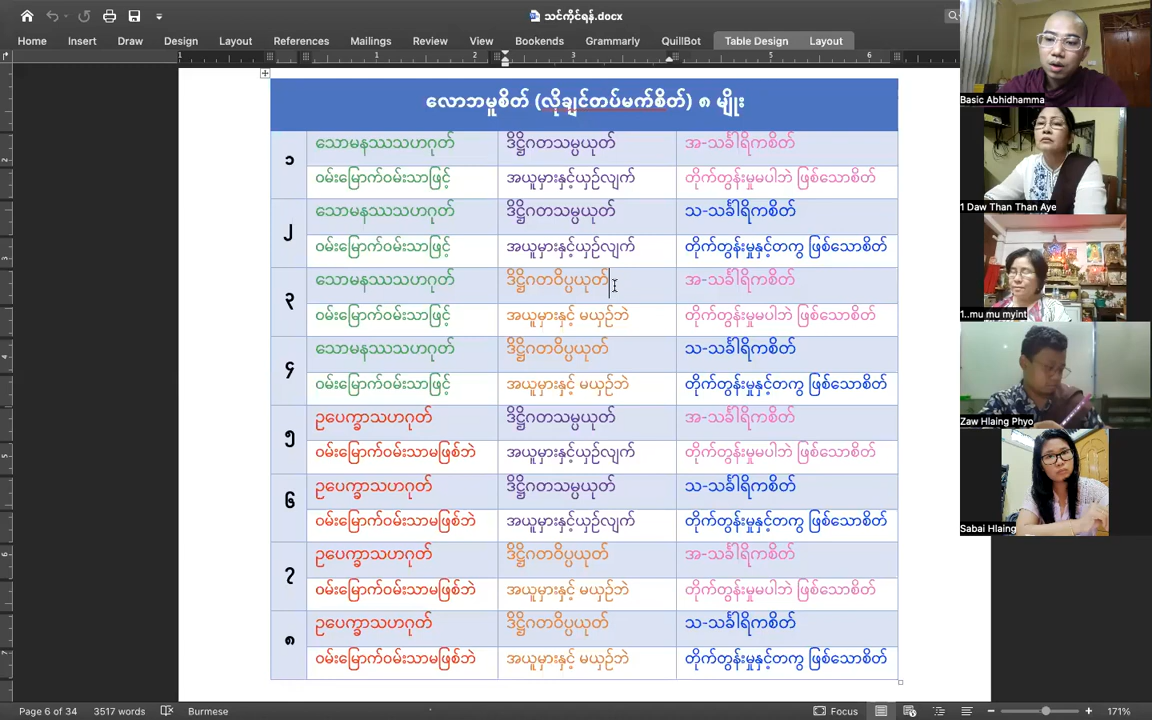 သင်ကိုင်ရန်.docx
Home Insert Draw Design Layout References Mailings Review View Bookends Grammarly QuillBot Table Design Layout
1 1 2 3 5 6
လောဘမူစိတ် (လိုချင်တပ်မက်စိတ်) ၈ မျိုး
၁ သောမနဿသဟဂုတ် ဒိဋ္ဌိဂတသမ္ပယုတ် အ-သင်္ခါရိကစိတ်
ဝမ်းမြောက်ဝမ်းသာဖြင့် အယူမှားနှင့်ယှဉ်လျက် တိုက်တွန်းမှုမပါဘဲ ဖြစ်သောစိတ်
၂ သောမနဿသဟဂုတ် ဒိဋ္ဌိဂတသမ္ပယုတ် သ-သင်္ခါရိကစိတ်
ဝမ်းမြောက်ဝမ်းသာဖြင့် အယူမှားနှင့်ယှဉ်လျက် တိုက်တွန်းမှုနှင့်တကွ ဖြစ်သောစိတ်
၃ သောမနဿသဟဂုတ် ဒိဋ္ဌိဂတဝိပ္ပယုတ် အ-သင်္ခါရိကစိတ်
ဝမ်းမြောက်ဝမ်းသာဖြင့် အယူမှားနှင့် မယှဉ်ဘဲ တိုက်တွန်းမှုမပါဘဲ ဖြစ်သောစိတ်
၄ သောမနဿသဟဂုတ် ဒိဋ္ဌိဂတဝိပ္ပယုတ် သ-သင်္ခါရိကစိတ်
ဝမ်းမြောက်ဝမ်းသာဖြင့် အယူမှားနှင့် မယှဉ်ဘဲ တိုက်တွန်းမှုနှင့်တကွ ဖြစ်သောစိတ်
၅ ဥပေက္ခာသဟဂုတ် ဒိဋ္ဌိဂတသမ္ပယုတ် အ-သင်္ခါရိကစိတ်
ဝမ်းမြောက်ဝမ်းသာမဖြစ်ဘဲ အယူမှားနှင့်ယှဉ်လျက် တိုက်တွန်းမှုမပါဘဲ ဖြစ်သောစိတ်
၆ ဥပေက္ခာသဟဂုတ် ဒိဋ္ဌိဂတသမ္ပယုတ် သ-သင်္ခါရိကစိတ်
ဝမ်းမြောက်ဝမ်းသာမဖြစ်ဘဲ အယူမှားနှင့်ယှဉ်လျက် တိုက်တွန်းမှုနှင့်တကွ ဖြစ်သောစိတ်
၇ ဥပေက္ခာသဟဂုတ် ဒိဋ္ဌိဂတဝိပ္ပယုတ် အ-သင်္ခါရိကစိတ်
ဝမ်းမြောက်ဝမ်းသာမဖြစ်ဘဲ အယူမှားနှင့် မယှဉ်ဘဲ တိုက်တွန်းမှုမပါဘဲ ဖြစ်သောစိတ်
၈ ဥပေက္ခာသဟဂုတ် ဒိဋ္ဌိဂတဝိပ္ပယုတ် သ-သင်္ခါရိကစိတ်
ဝမ်းမြောက်ဝမ်းသာမဖြစ်ဘဲ အယူမှားနှင့် မယှဉ်ဘဲ တိုက်တွန်းမှုနှင့်တကွ ဖြစ်သောစိတ်
Basic Abhidhamma
1 Daw Than Than Aye
1..mu mu myint
Zaw Hlaing Phyo
Sabai Hlaing
Page 6 of 34 3517 words Burmese Focus 171%